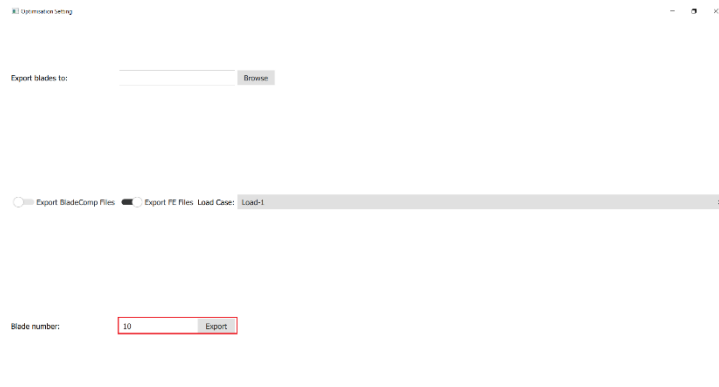 Optimisation Setting
Export blades to: Browse
Export BladeComp Files Export FE Files Load Case: Load-1
Blade number: 10 Export